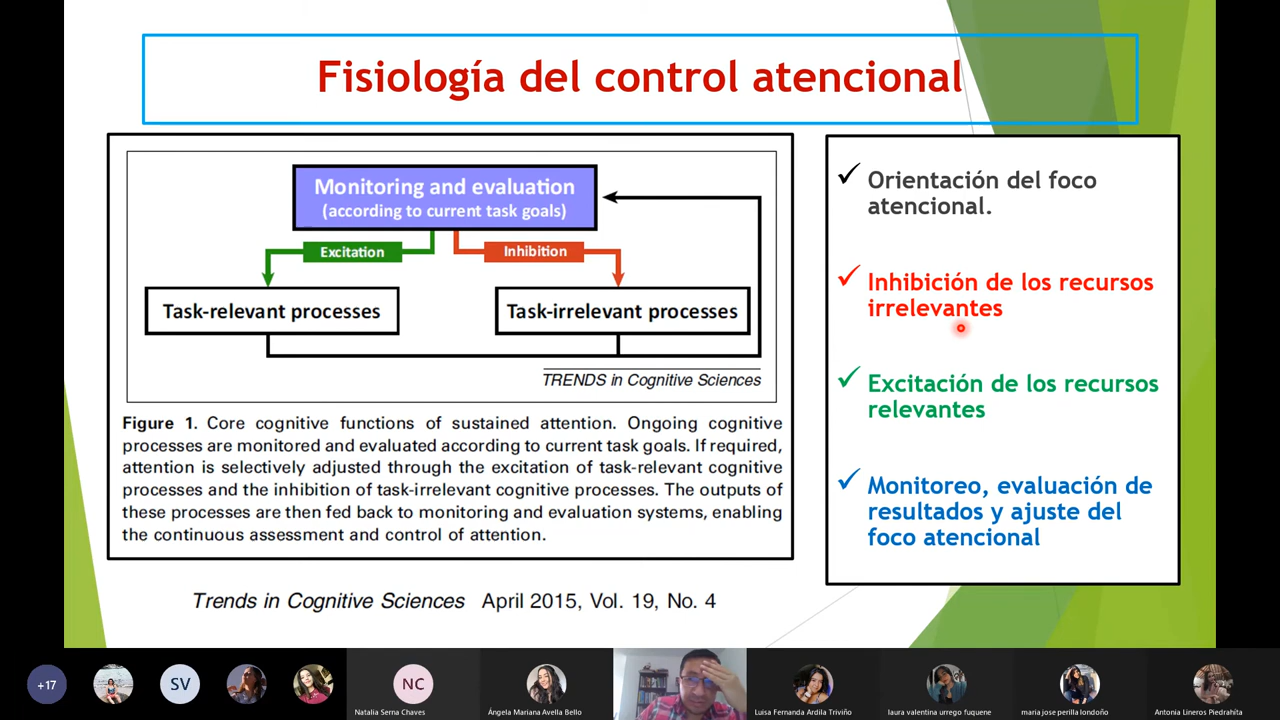 Fisiología del control atencional
Monitoring and evaluation
(according to current task goals)
Excitation
Inhibition
Task-relevant processes
Task-irrelevant processes
TRENDS in Cognitive Sciences
Figure 1. Core cognitive functions of sustained attention. Ongoing cognitive
processes are monitored and evaluated according to current task goals. If required,
attention is selectively adjusted through the excitation of task-relevant cognitive
processes and the inhibition of task-irrelevant cognitive processes. The outputs of
these processes are then fed back to monitoring and evaluation systems, enabling
the continuous assessment and control of attention.
Trends in Cognitive Sciences April 2015, Vol. 19, No. 4
✓ Orientación del foco
atencional.
✓ Inhibición de los recursos
irrelevantes
✓ Excitación de los recursos
relevantes
✓ Monitoreo, evaluación de
resultados y ajuste del
foco atencional
+17
SV
NC
Natalia Serna Chaves
Ángela Mariana Avella Bello
Luisa Fernanda Ardila Triviño
laura valentina urrego fuquene
maria jose perilla londoño
Antonia Lineros Piedrahita